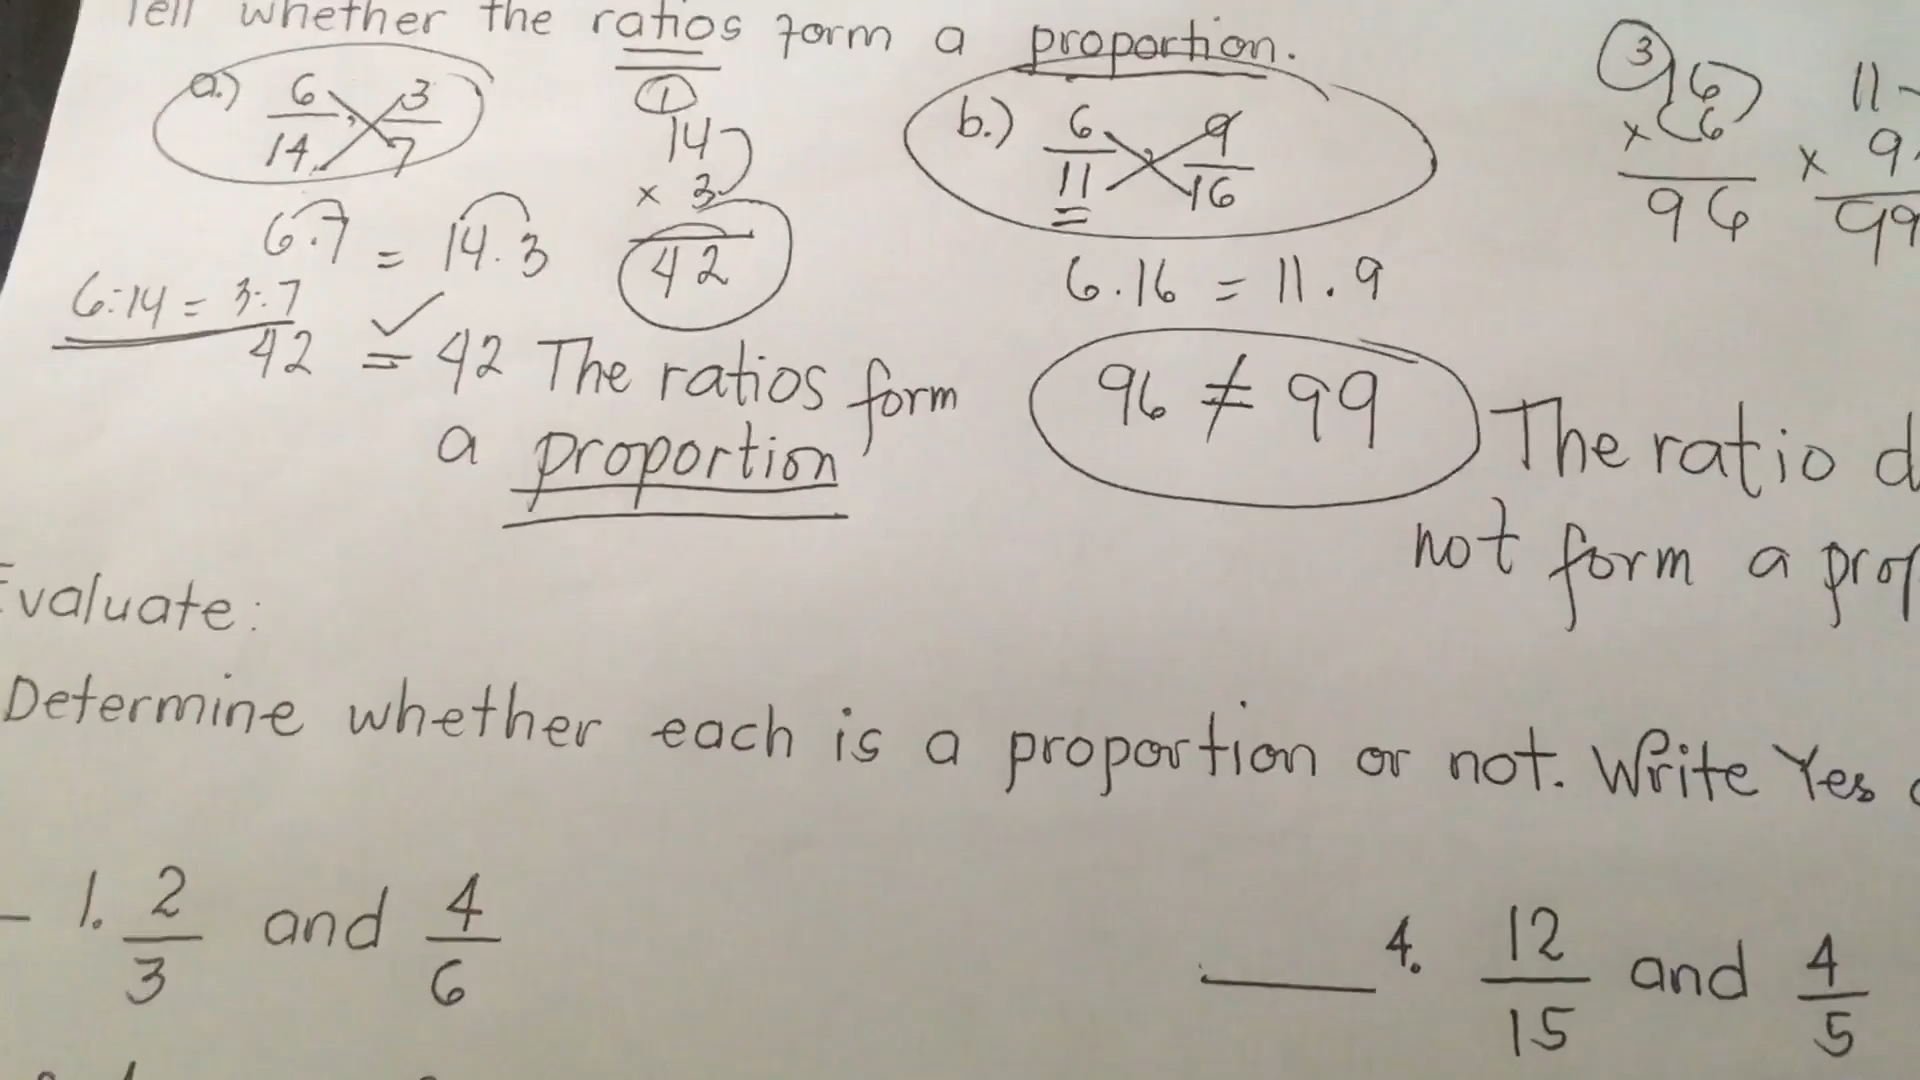 Tell whether the ratios form a proportion.
a.) 6/14 , 3/7
6.7 = 14.3
6:14 = 3:7
42 = 42 The ratios form
a proportion
1
14
x 3
42
b.) 6/11 , 9/16
6.16 = 11.9
96 ≠ 99 The ratio
not form a
3
16
x 6
96
11
x 9
99
Evaluate:
Determine whether each is a proportion or not. Write Yes
1. 2/3 and 4/6
4. 12/15 and 4/5